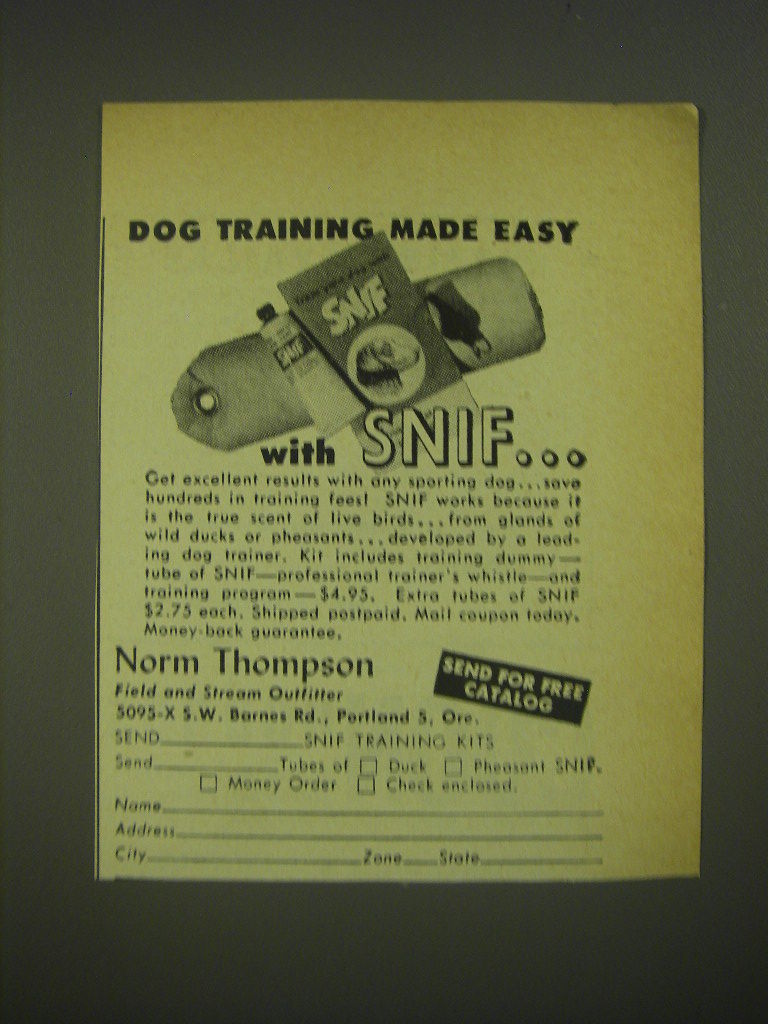 DOG TRAINING MADE EASY
train your dog with
SNIF
SNIF
with SNIF...
Get excellent results with any sporting dog...save
hundreds in training fees! SNIF works because it
is the true scent of live birds...from glands of
wild ducks or pheasants...developed by a lead-
ing dog trainer. Kit includes training dummy—
tube of SNIF—professional trainer's whistle—and
training program—$4.95. Extra tubes of SNIF
$2.75 each. Shipped postpaid. Mail coupon today.
Money-back guarantee.
Norm Thompson
SEND FOR FREE
CATALOG
Field and Stream Outfitter
5095-X S.W. Barnes Rd., Portland 5, Ore.
SEND SNIF TRAINING KITS
Send Tubes of Duck Pheasant SNIF.
Money Order Check enclosed.
Name
Address
City Zone State